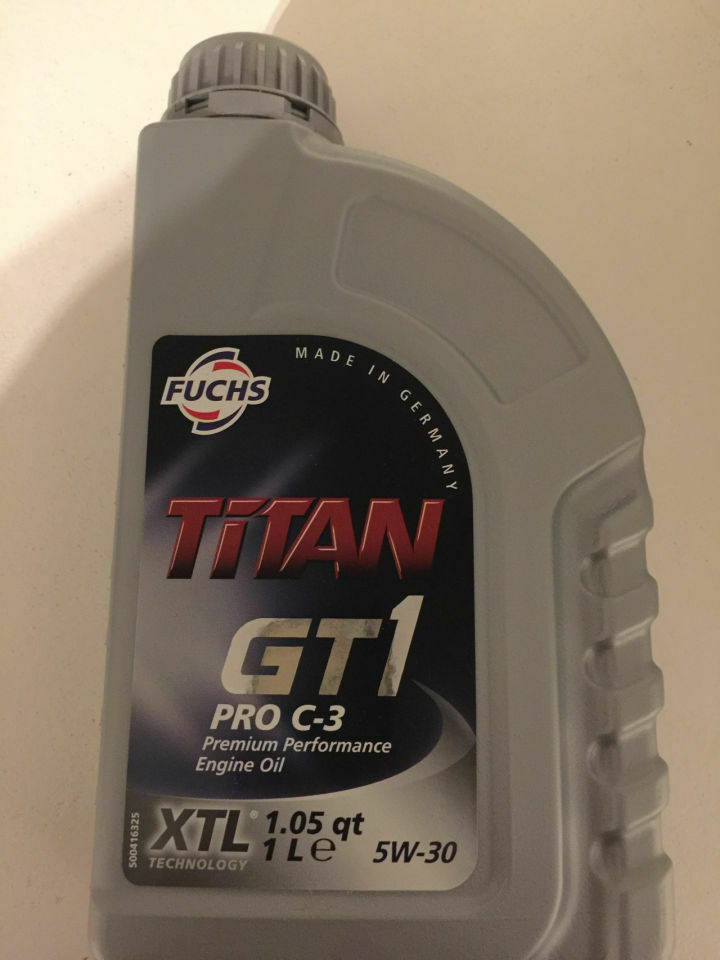 MADE IN GERMANY
FUCHS
TITAN
GT1
PRO C-3
Premium Performance
Engine Oil
XTL® 1.05 qt
TECHNOLOGY 1 L ℮ 5W-30
500416325